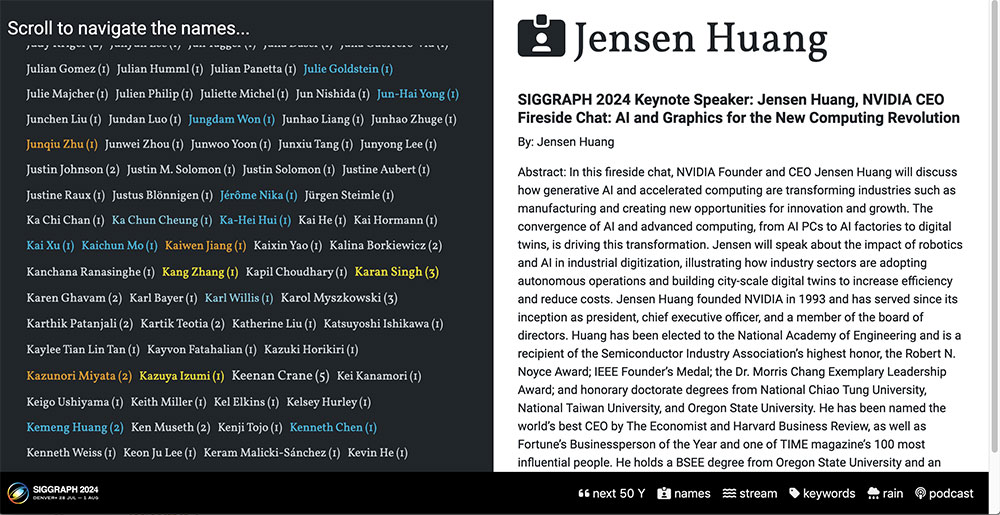 Scroll to navigate the names...
Julian Gomez (1) Julian Humml (1) Julian Panetta (1) Julie Goldstein (1)
Julie Majcher (1) Julien Philip (1) Juliette Michel (1) Jun Nishida (1) Jun-Hai Yong (1)
Junchen Liu (1) Jundan Luo (1) Jungdam Won (1) Junhao Liang (1) Junhao Zhuge (1)
Junqiu Zhu (1) Junwei Zhou (1) Junwoo Yoon (1) Junxiu Tang (1) Junyong Lee (1)
Justin Johnson (2) Justin M. Solomon (1) Justin Solomon (1) Justine Aubert (1)
Justine Raux (1) Justus Blönnigen (1) Jérôme Nika (1) Jürgen Steimle (1)
Ka Chi Chan (1) Ka Chun Cheung (1) Ka-Hei Hui (1) Kai He (1) Kai Hormann (1)
Kai Xu (1) Kaichun Mo (1) Kaiwen Jiang (1) Kaixin Yao (1) Kalina Borkiewicz (2)
Kanchana Ranasinghe (1) Kang Zhang (1) Kapil Choudhary (1) Karan Singh (3)
Karen Ghavam (2) Karl Bayer (1) Karl Willis (1) Karol Myszkowski (3)
Karthik Patanjali (2) Kartik Teotia (2) Katherine Liu (1) Katsuyoshi Ishikawa (1)
Kaylee Tian Lin Tan (1) Kayvon Fatahalian (1) Kazuki Horikiri (1)
Kazunori Miyata (2) Kazuya Izumi (1) Keenan Crane (5) Kei Kanamori (1)
Keigo Ushiyama (1) Keith Miller (1) Kel Elkins (1) Kelsey Hurley (1)
Kemeng Huang (2) Ken Museth (2) Kenji Tojo (1) Kenneth Chen (1)
Kenneth Weiss (1) Keon Ju Lee (1) Keram Malicki-Sánchez (1) Kevin He (1)
Jensen Huang
SIGGRAPH 2024 Keynote Speaker: Jensen Huang, NVIDIA CEO
Fireside Chat: AI and Graphics for the New Computing Revolution
By: Jensen Huang
Abstract: In this fireside chat, NVIDIA Founder and CEO Jensen Huang will discuss
how generative AI and accelerated computing are transforming industries such as
manufacturing and creating new opportunities for innovation and growth. The
convergence of AI and advanced computing, from AI PCs to AI factories to digital
twins, is driving this transformation. Jensen will speak about the impact of robotics
and AI in industrial digitization, illustrating how industry sectors are adopting
autonomous operations and building city-scale digital twins to increase efficiency
and reduce costs. Jensen Huang founded NVIDIA in 1993 and has served since its
inception as president, chief executive officer, and a member of the board of
directors. Huang has been elected to the National Academy of Engineering and is a
recipient of the Semiconductor Industry Association's highest honor, the Robert N.
Noyce Award; IEEE Founder's Medal; the Dr. Morris Chang Exemplary Leadership
Award; and honorary doctorate degrees from National Chiao Tung University,
National Taiwan University, and Oregon State University. He has been named the
world's best CEO by The Economist and Harvard Business Review, as well as
Fortune's Businessperson of the Year and one of TIME magazine's 100 most
influential people. He holds a BSEE degree from Oregon State University and an
SIGGRAPH 2024
DENVER+ 28 JUL — 1 AUG
next 50 Y names stream keywords rain podcast